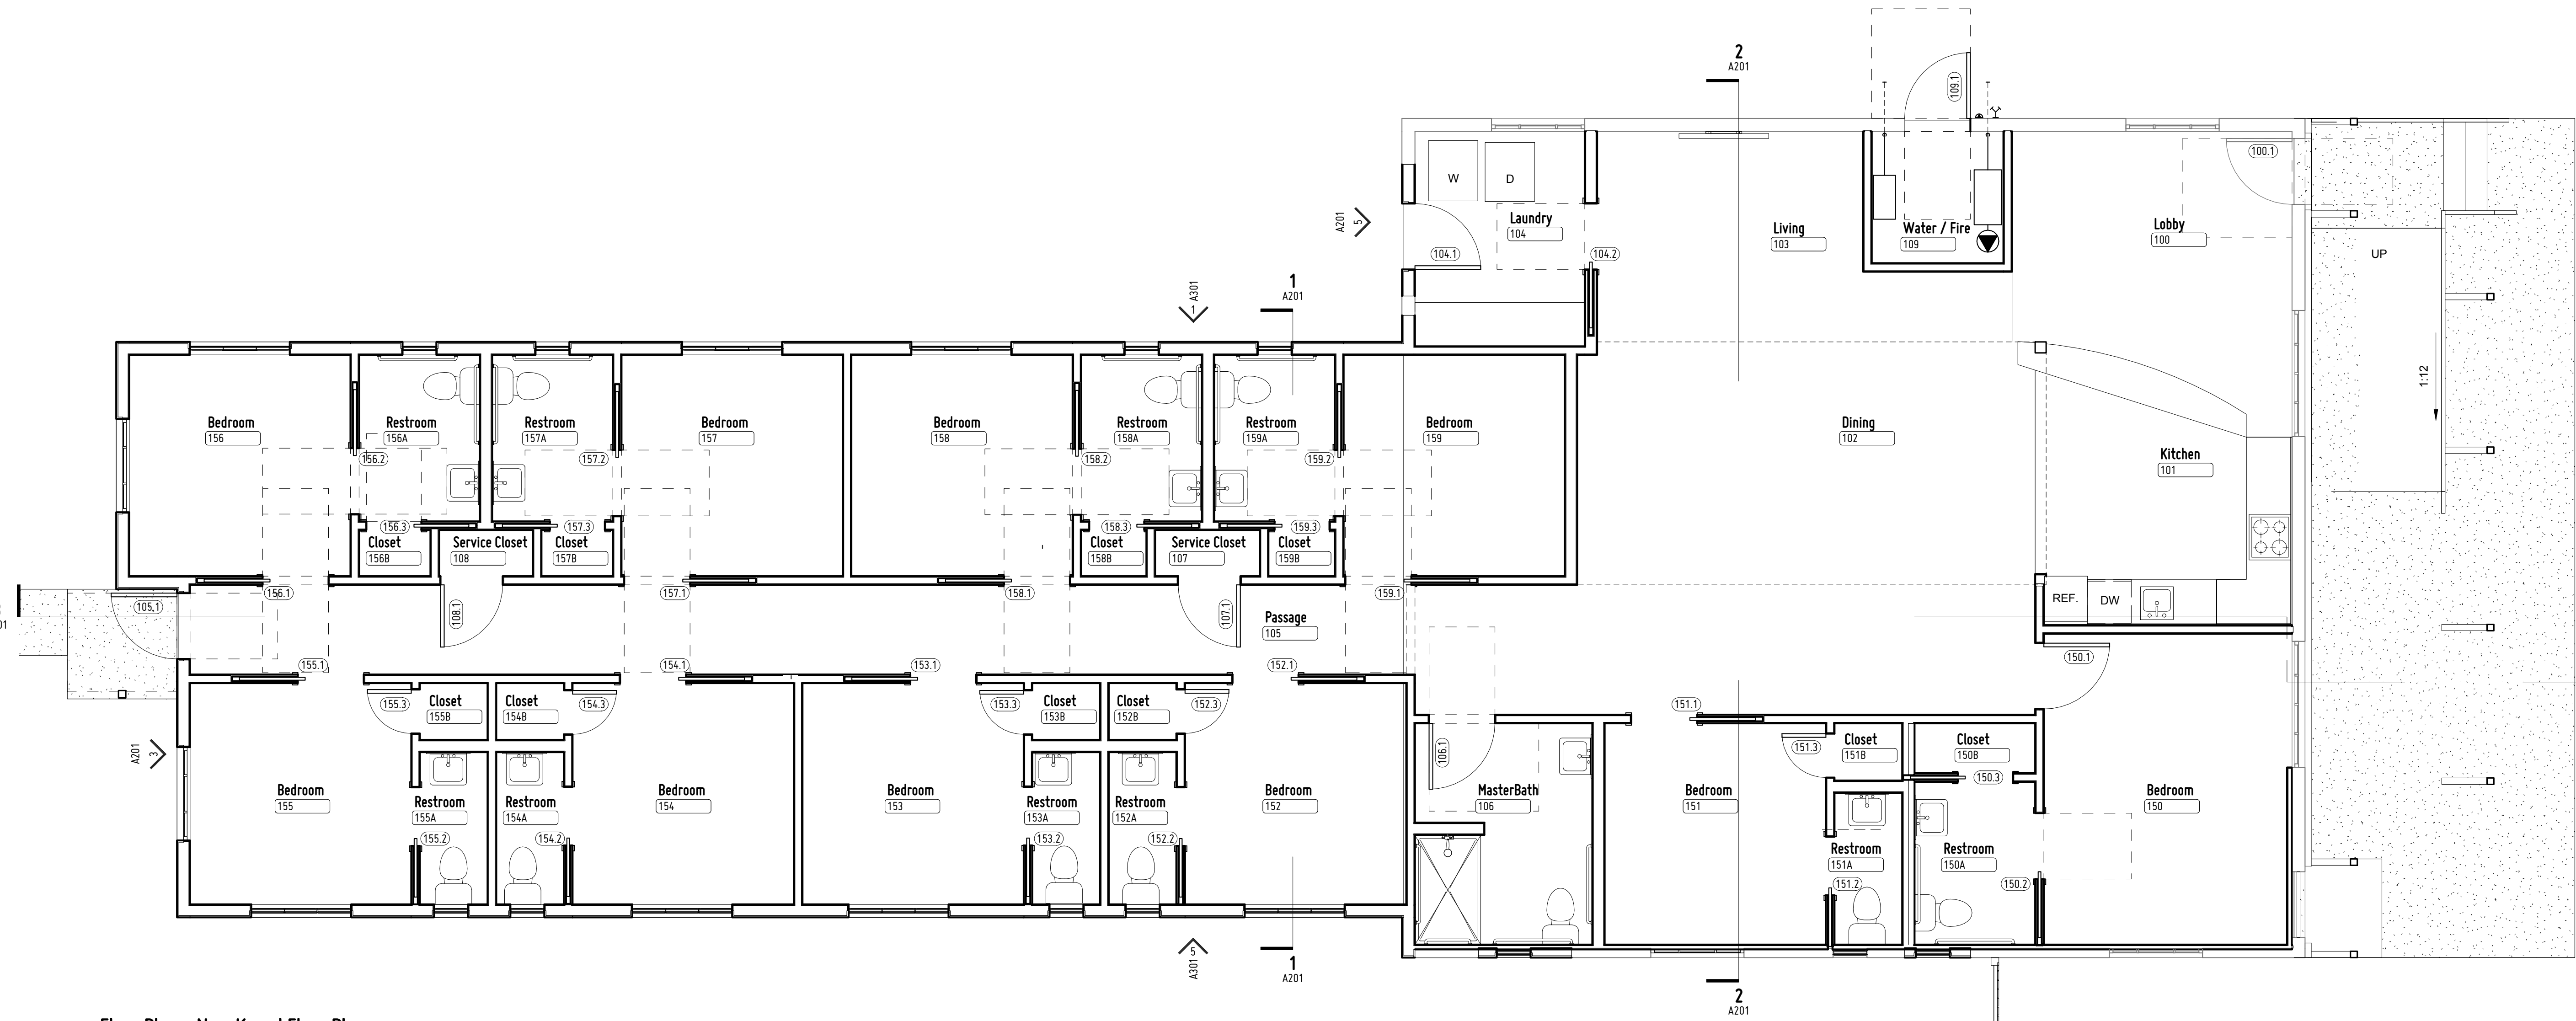 2
A201
109.1
100.1
W
D
A201
5
Laundry
104
104.1
104.2
Living
103
Water / Fire
109
Lobby
100
UP
1:12
A301
1
1
A201
Bedroom
156
Restroom
156A
156.2
Restroom
157A
157.2
Bedroom
157
Bedroom
158
Restroom
158A
158.2
Restroom
159A
159.2
Bedroom
159
Dining
102
Kitchen
101
156.3
157.3
158.3
159.3
Closet
156B
Service Closet
108
Closet
157B
Closet
158B
Service Closet
107
Closet
159B
105.1
156.1
108.1
157.1
158.1
107.1
159.1
REF.
DW
01
Passage
105
155.1
154.1
153.1
152.1
150.1
155.3
Closet
155B
Closet
154B
154.3
153.3
Closet
153B
Closet
152B
152.3
151.1
106.1
151.3
Closet
151B
Closet
150B
150.3
A201
3
Bedroom
155
Restroom
155A
155.2
Restroom
154A
154.2
Bedroom
154
Bedroom
153
Restroom
153A
153.2
Restroom
152A
152.2
Bedroom
152
MasterBath
106
Bedroom
151
Restroom
151A
151.2
Restroom
150A
150.2
Bedroom
150
A301
5
1
A201
2
A201